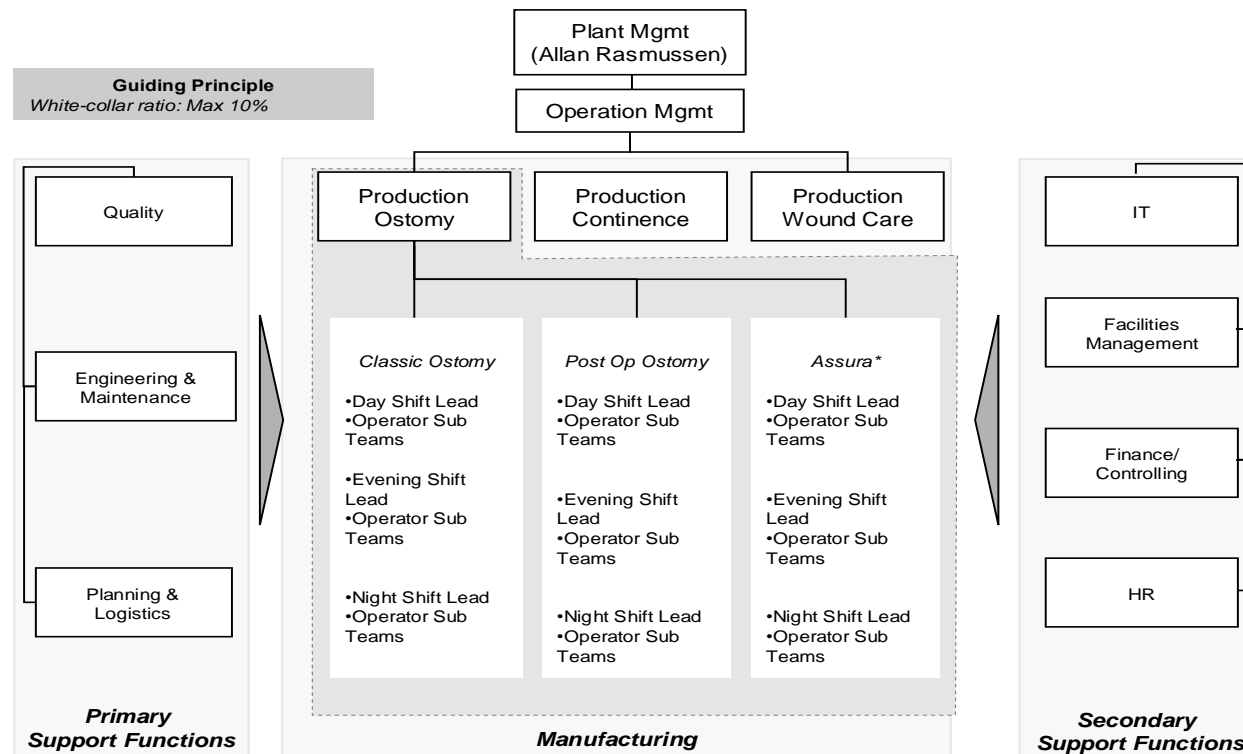 Plant Mgmt
(Allan Rasmussen)
Guiding Principle
White-collar ratio: Max 10%
Operation Mgmt
Quality
Engineering &
Maintenance
Planning &
Logistics
Primary
Support Functions
Production
Ostomy
Production
Continence
Production
Wound Care
Classic Ostomy
•Day Shift Lead
•Operator Sub
Teams
•Evening Shift
Lead
•Operator Sub
Teams
•Night Shift Lead
•Operator Sub
Teams
Post Op Ostomy
•Day Shift Lead
•Operator Sub
Teams
•Evening Shift
Lead
•Operator Sub
Teams
•Night Shift Lead
•Operator Sub
Teams
Assura*
•Day Shift Lead
•Operator Sub
Teams
•Evening Shift
Lead
•Operator Sub
Teams
•Night Shift Lead
•Operator Sub
Teams
Manufacturing
IT
Facilities
Management
Finance/
Controlling
HR
Secondary
Support Functions